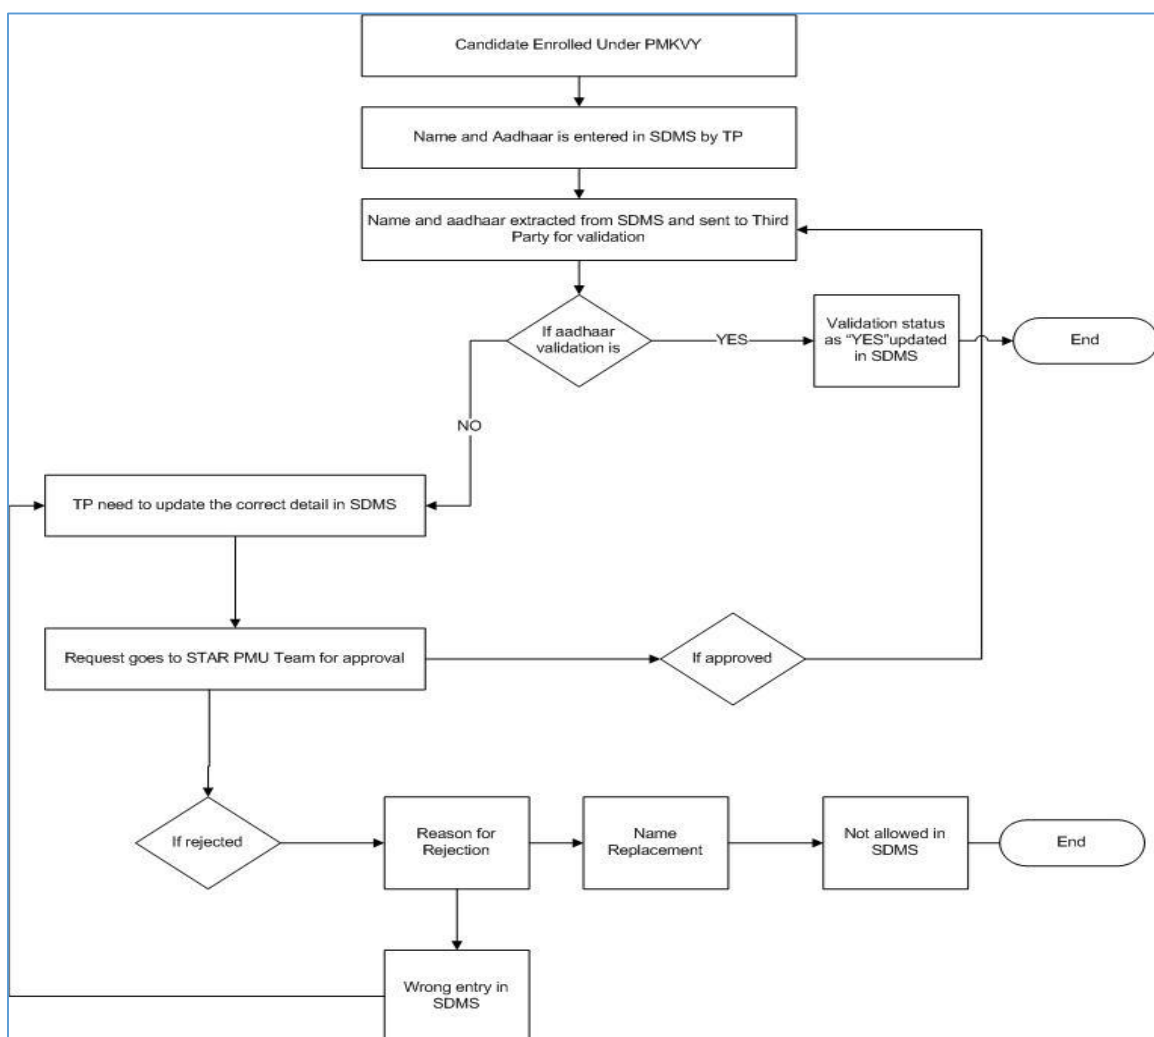 Candidate Enrolled Under PMKVY
Name and Aadhaar is entered in SDMS by TP
Name and aadhaar extracted from SDMS and sent to Third
Party for validation
If aadhaar
validation is
YES
Validation status
as “YES”updated
in SDMS
End
NO
TP need to update the correct detail in SDMS
Request goes to STAR PMU Team for approval
If approved
If rejected
Reason for
Rejection
Name
Replacement
Not allowed in
SDMS
End
Wrong entry in
SDMS